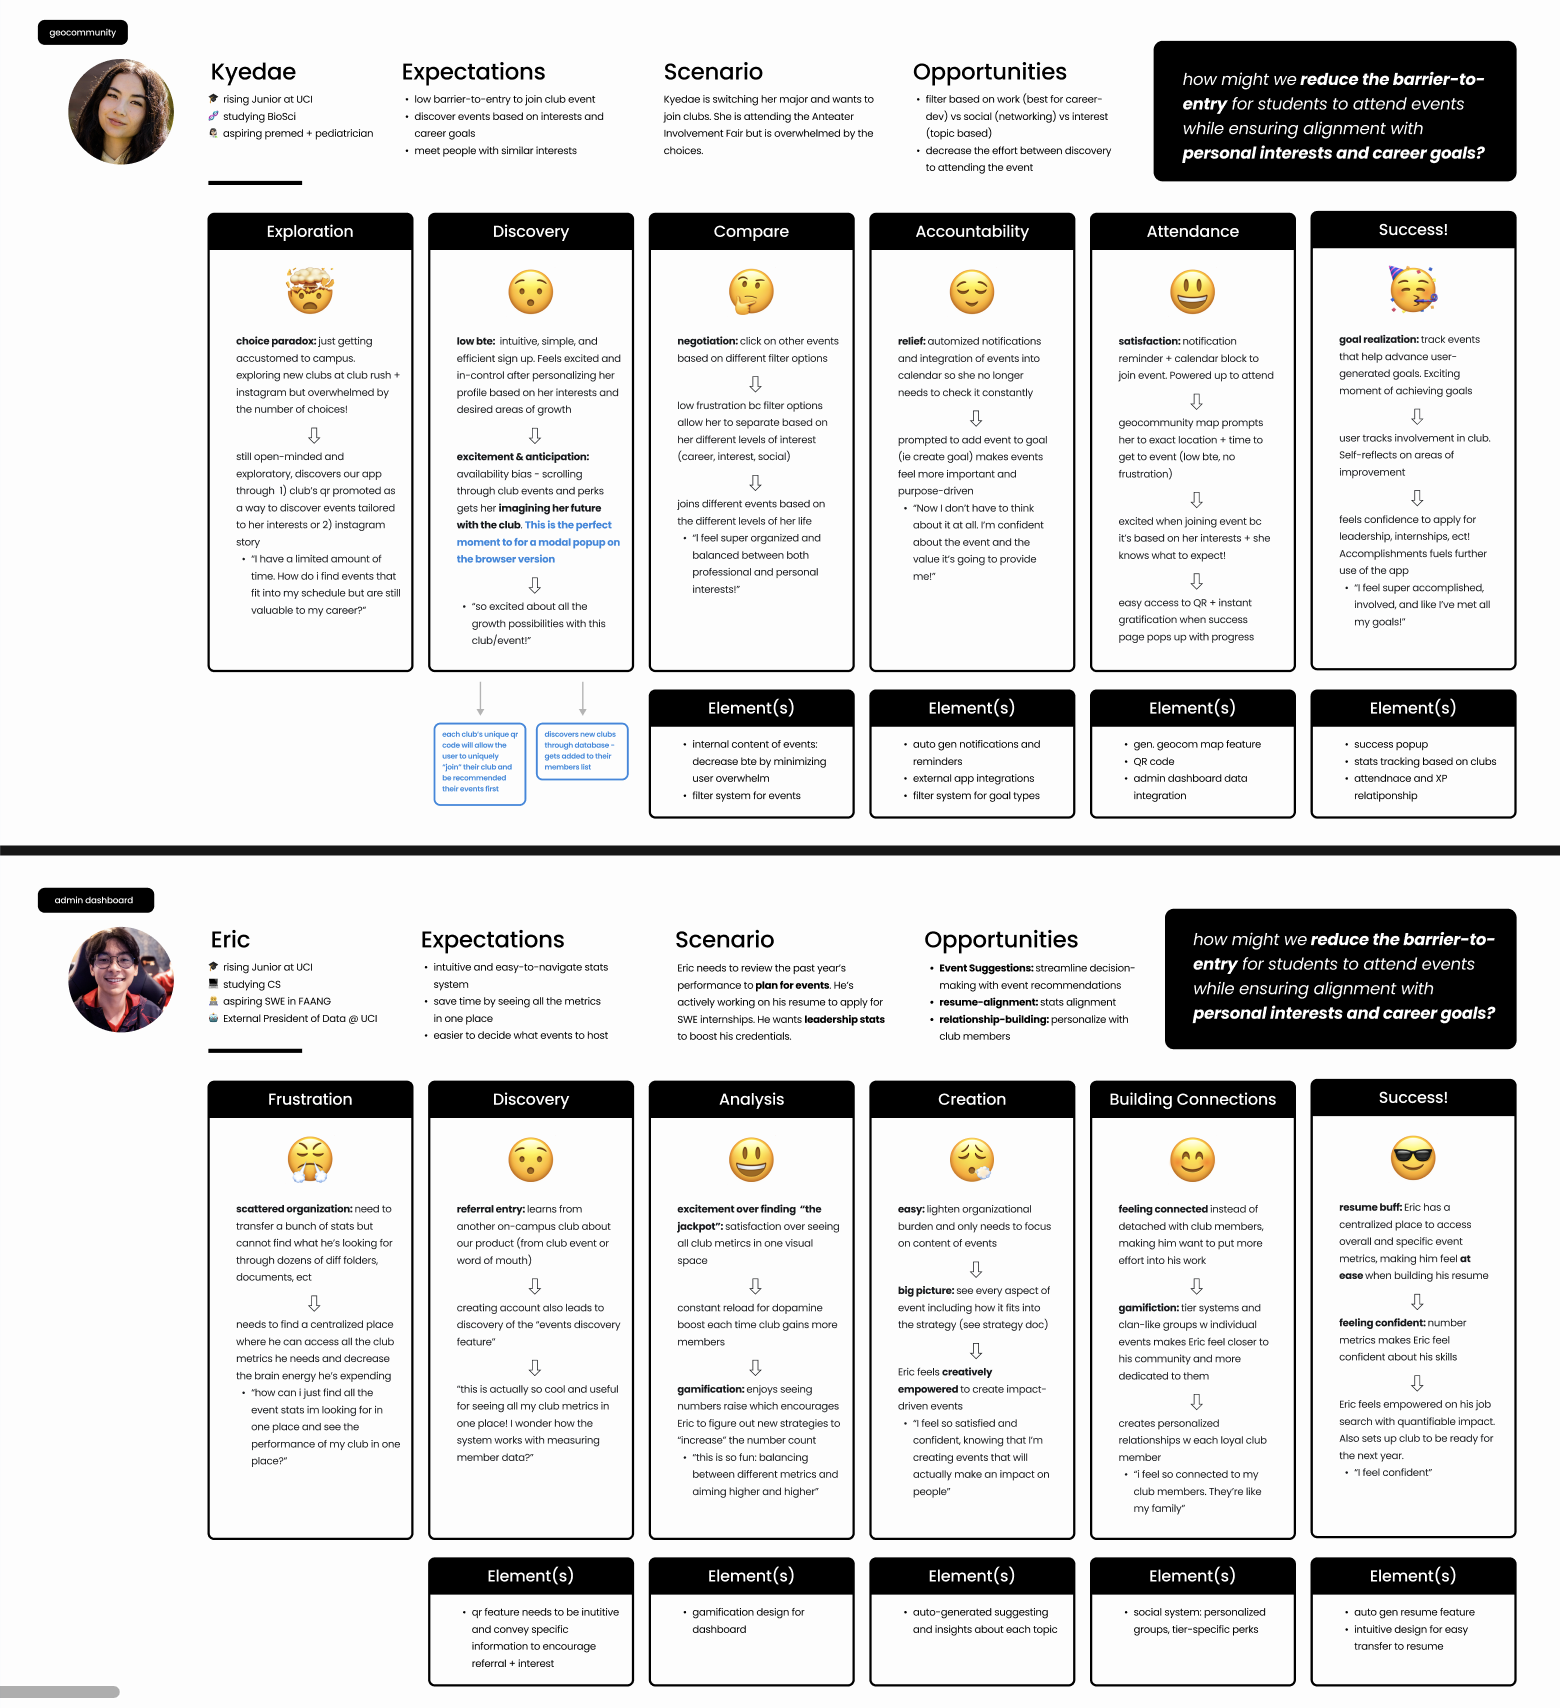 geocommunity
Kyedae
rising Junior at UCI
studying BioSci
aspiring premed + pediatrician
Expectations
• low barrier-to-entry to join club event
• discover events based on interests and
career goals
• meet people with similar interests
Scenario
Kyedae is switching her major and wants to
join clubs. She is attending the Anteater
Involvement Fair but is overwhelmed by the
choices.
Opportunities
• filter based on work (best for career-
dev) vs social (networking) vs interest
(topic based)
• decrease the effort between discovery
to attending the event
how might we reduce the barrier-to-
entry for students to attend events
while ensuring alignment with
personal interests and career goals?
Exploration
choice paradox: just getting
accustomed to campus.
exploring new clubs at club rush +
instagram but overwhelmed by
the number of choices!
still open-minded and
exploratory, discovers our app
through 1) club's qr promoted as
a way to discover events tailored
to her interests or 2) instagram
story
• "I have a limited amount of
time. How do i find events that
fit into my schedule but are still
valuable to my career?"
Discovery
low bte: intuitive, simple, and
efficient sign up. Feels excited and
in-control after personalizing her
profile based on her interests and
desired areas of growth
excitement & anticipation:
availability bias - scrolling
through club events and perks
gets her imagining her future
with the club. This is the perfect
moment to for a modal popup on
the browser version
• "so excited about all the
growth possibilities with this
club/event!"
each club's unique qr
code will allow the
user to uniquely
"join" their club and
be recommended
their events first
discovers new clubs
through database -
gets added to their
members list
Compare
negotiation: click on other events
based on different filter options
low frustration bc filter options
allow her to separate based on
her different levels of interest
(career, interest, social)
joins different events based on
the different levels of her life
• "I feel super organized and
balanced between both
professional and personal
interests!"
Element(s)
• internal content of events:
decrease bte by minimizing
user overwhelm
• filter system for events
Accountability
relief: automized notifications
and integration of events into
calendar so she no longer
needs to check it constantly
prompted to add event to goal
(ie create goal) makes events
feel more important and
purpose-driven
• "Now I don't have to think
about it at all. I'm confident
about the event and the
value it's going to provide
me!"
Element(s)
• auto gen notifications and
reminders
• external app integrations
• filter system for goal types
Attendance
satisfaction: notification
reminder + calendar block to
join event. Powered up to attend
geocommunity map prompts
her to exact location + time to
get to event (low bte, no
frustration)
excited when joining event bc
it's based on her interests + she
knows what to expect!
easy access to QR + instant
gratification when success
page pops up with progress
Element(s)
• gen. geocom map feature
• QR code
• admin dashboard data
integration
Success!
goal realization: track events
that help advance user-
generated goals. Exciting
moment of achieving goals
user tracks involvement in club.
Self-reflects on areas of
improvement
feels confidence to apply for
leadership, internships, ect!
Accomplishments fuels further
use of the app
• "I feel super accomplished,
involved, and like I've met all
my goals!"
Element(s)
• success popup
• stats tracking based on clubs
• attendnace and XP
relatiponship
admin dashboard
Eric
rising Junior at UCI
studying CS
aspiring SWE in FAANG
External President of Data @ UCI
Expectations
• intuitive and easy-to-navigate stats
system
• save time by seeing all the metrics
in one place
• easier to decide what events to host
Scenario
Eric needs to review the past year's
performance to plan for events. He's
actively working on his resume to apply for
SWE internships. He wants leadership stats
to boost his credentials.
Opportunities
• Event Suggestions: streamline decision-
making with event recommendations
• resume-alignment: stats alignment
• relationship-building: personalize with
club members
how might we reduce the barrier-to-
entry for students to attend events
while ensuring alignment with
personal interests and career goals?
Frustration
scattered organization: need to
transfer a bunch of stats but
cannot find what he's looking for
through dozens of diff folders,
documents, ect
needs to find a centralized place
where he can access all the club
metrics he needs and decrease
the brain energy he's expending
• "how can i just find all the
event stats im looking for in
one place and see the
performance of my club in one
place?"
Discovery
referral entry: learns from
another on-campus club about
our product (from club event or
word of mouth)
creating account also leads to
discovery of the "events discovery
feature"
"this is actually so cool and useful
for seeing all my club metrics in
one place! I wonder how the
system works with measuring
member data?"
Element(s)
• qr feature needs to be inutitive
and convey specific
information to encourage
referral + interest
Analysis
excitement over finding "the
jackpot": satisfaction over seeing
all club metircs in one visual
space
constant reload for dopamine
boost each time club gains more
members
gamification: enjoys seeing
numbers raise which encourages
Eric to figure out new strategies to
"increase" the number count
• "this is so fun: balancing
between different metrics and
aiming higher and higher"
Element(s)
• gamification design for
dashboard
Creation
easy: lighten organizational
burden and only needs to focus
on content of events
big picture: see every aspect of
event including how it fits into
the strategy (see strategy doc)
Eric feels creatively
empowered to create impact-
driven events
• "I feel so satisfied and
confident, knowing that I'm
creating events that will
actually make an impact on
people"
Element(s)
• auto-generated suggesting
and insights about each topic
Building Connections
feeling connected instead of
detached with club members,
making him want to put more
effort into his work
gamifiction: tier systems and
clan-like groups w individual
events makes Eric feel closer to
his community and more
dedicated to them
creates personalized
relationships w each loyal club
member
• "i feel so connected to my
club members. They're like
my family"
Element(s)
• social system: personalized
groups, tier-specific perks
Success!
resume buff: Eric has a
centralized place to access
overall and specific event
metrics, making him feel at
ease when building his resume
feeling confident: number
metrics makes Eric feel
confident about his skills
Eric feels empowered on his job
search with quantifiable impact.
Also sets up club to be ready for
the next year.
• "I feel confident"
Element(s)
• auto gen resume feature
• intuitive design for easy
transfer to resume